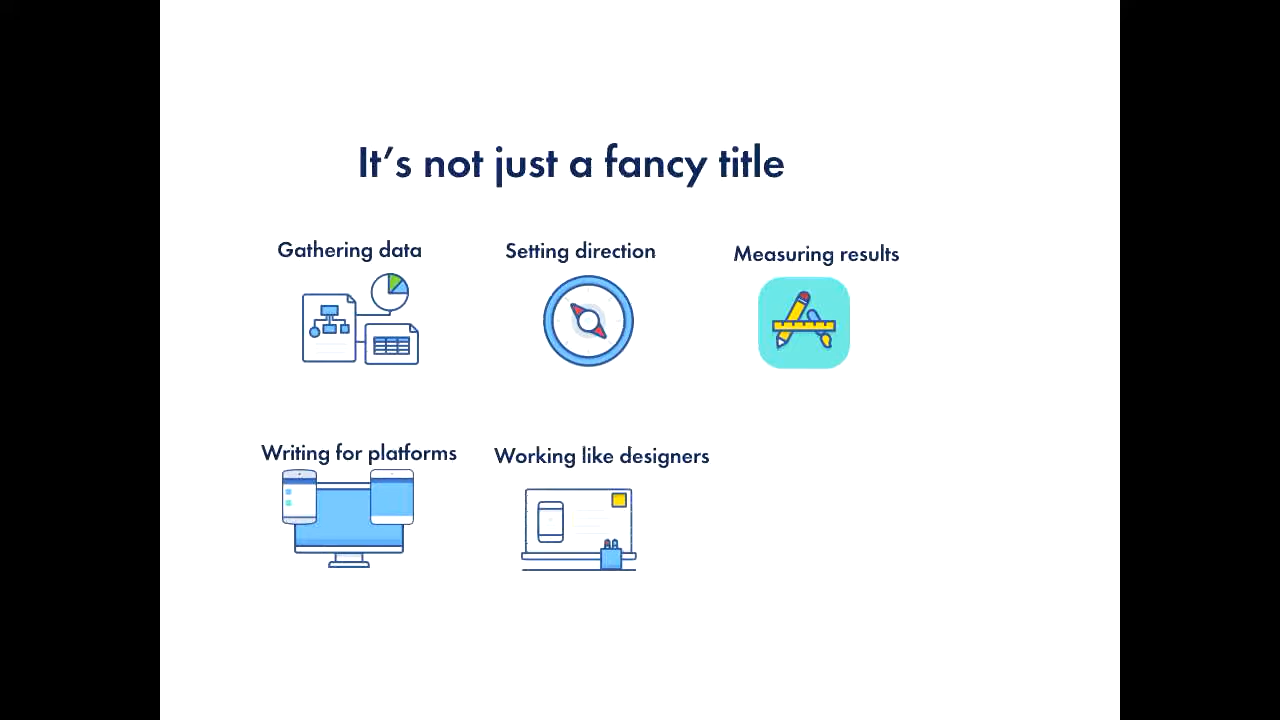 It’s not just a fancy title
Gathering data
Setting direction
Measuring results
Writing for platforms
Working like designers